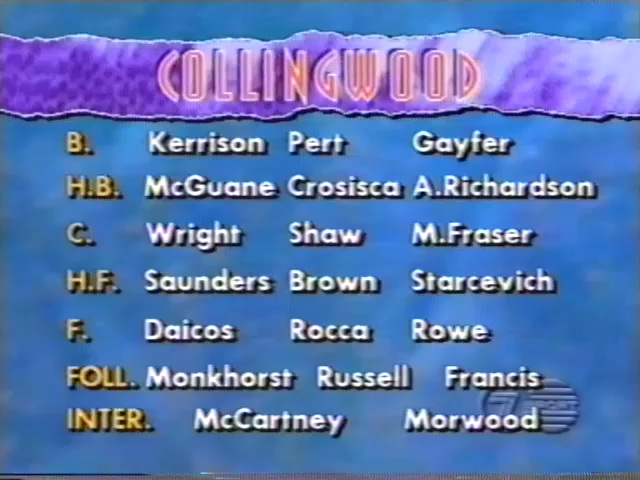 COLLINGWOOD
B. Kerrison Pert Gayfer
H.B. McGuane Crosisca A.Richardson
C. Wright Shaw M.Fraser
H.F. Saunders Brown Starcevich
F. Daicos Rocca Rowe
FOLL. Monkhorst Russell Francis
INTER. McCartney Morwood
7